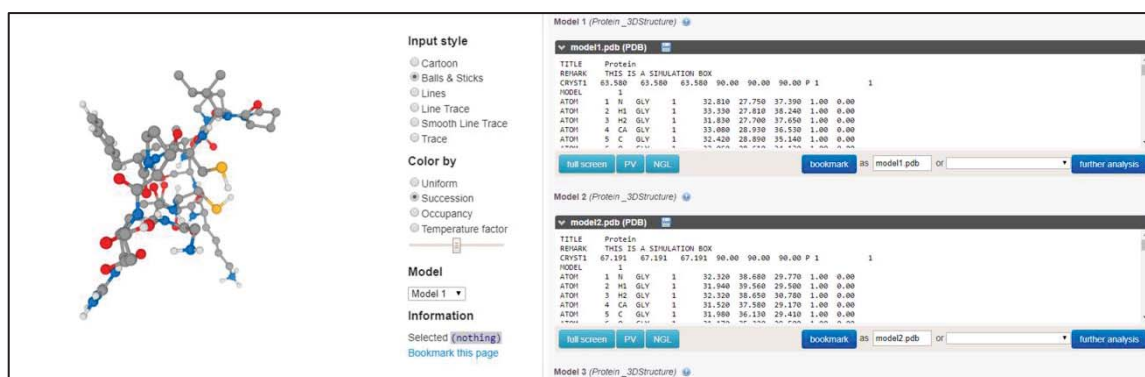 Input style
Cartoon
Balls & Sticks
Lines
Line Trace
Smooth Line Trace
Trace
Color by
Uniform
Succession
Occupancy
Temperature factor
Model
Model 1
Information
Selected (nothing)
Bookmark this page
Model 1 (Protein _3DStructure)
model1.pdb (PDB)
TITLE Protein
REMARK THIS IS A SIMULATION BOX
CRYST1 63.580 63.580 63.580 90.00 90.00 90.00 P 1 1
MODEL 1
ATOM 1 N GLY 1 32.810 27.750 37.390 1.00 0.00
ATOM 2 H1 GLY 1 33.330 27.810 38.240 1.00 0.00
ATOM 3 H2 GLY 1 31.830 27.700 37.650 1.00 0.00
ATOM 4 CA GLY 1 33.080 28.930 36.530 1.00 0.00
ATOM 5 C GLY 1 32.420 28.890 35.140 1.00 0.00
full screen PV NGL bookmark as model1.pdb or further analysis
Model 2 (Protein _3DStructure)
model2.pdb (PDB)
TITLE Protein
REMARK THIS IS A SIMULATION BOX
CRYST1 67.191 67.191 67.191 90.00 90.00 90.00 P 1 1
MODEL 1
ATOM 1 N GLY 1 32.320 38.680 29.770 1.00 0.00
ATOM 2 H1 GLY 1 31.940 39.560 29.500 1.00 0.00
ATOM 3 H2 GLY 1 32.320 38.650 30.780 1.00 0.00
ATOM 4 CA GLY 1 31.520 37.580 29.170 1.00 0.00
ATOM 5 C GLY 1 31.980 36.130 29.410 1.00 0.00
full screen PV NGL bookmark as model2.pdb or further analysis
Model 3 (Protein _3DStructure)